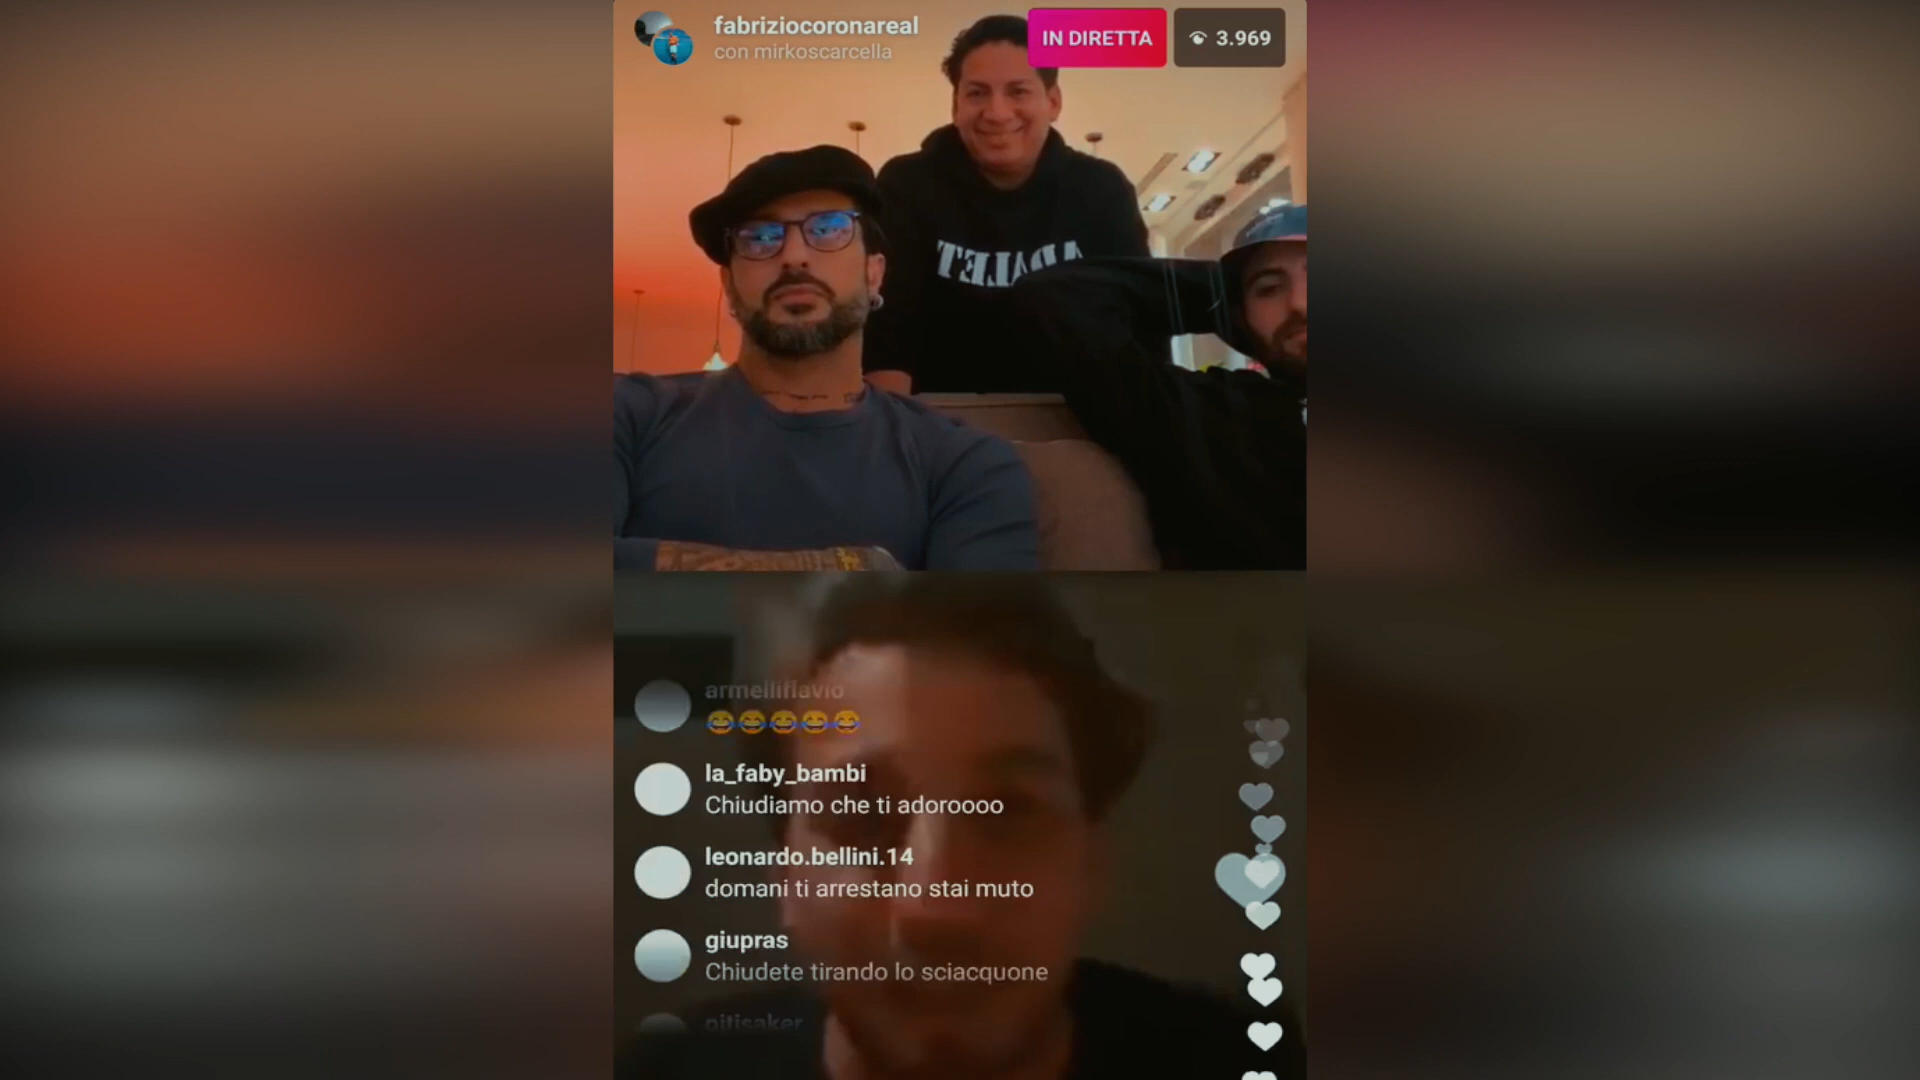 fabriziocoronareal
con mirkoscarcella
IN DIRETTA
3.969
armelliflavio
😂😂😂😂😂
la_faby_bambi
Chiudiamo che ti adoroooo
leonardo.bellini.14
domani ti arrestano stai muto
giupras
Chiudete tirando lo sciacquone